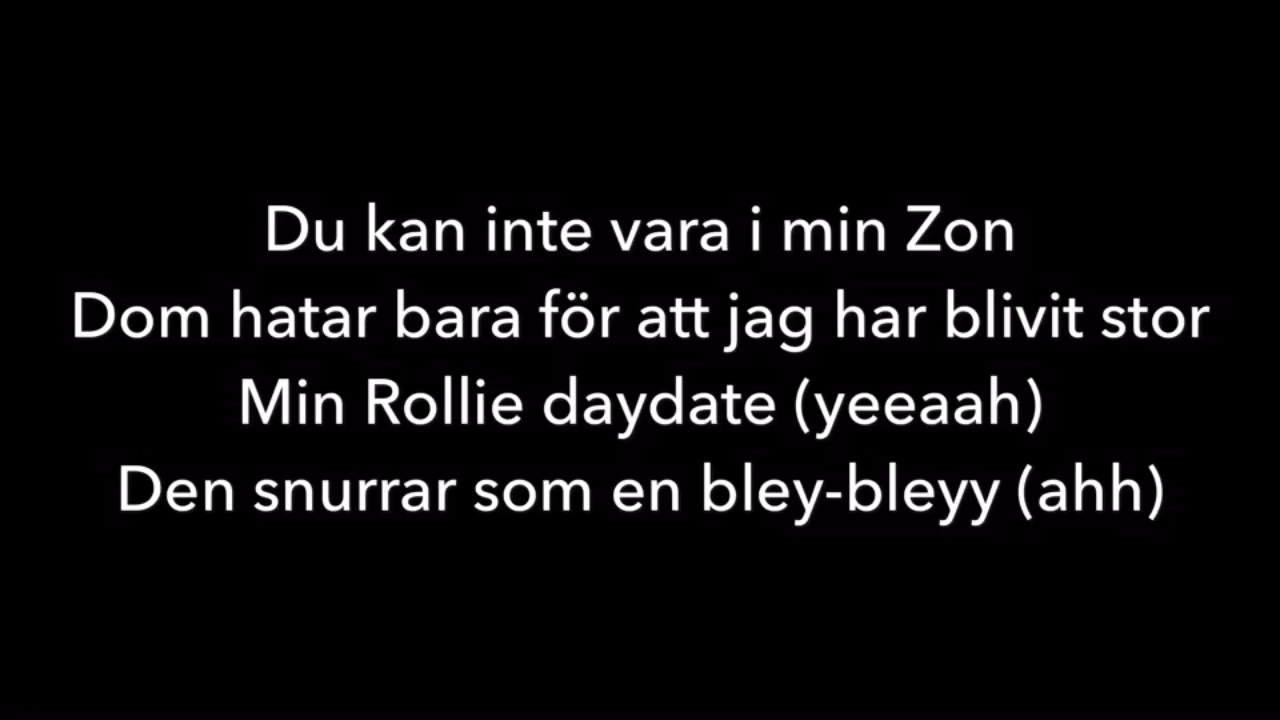 Du kan inte vara i min Zon
Dom hatar bara för att jag har blivit stor
Min Rollie daydate (yeeaah)
Den snurrar som en bley-bleyy (ahh)